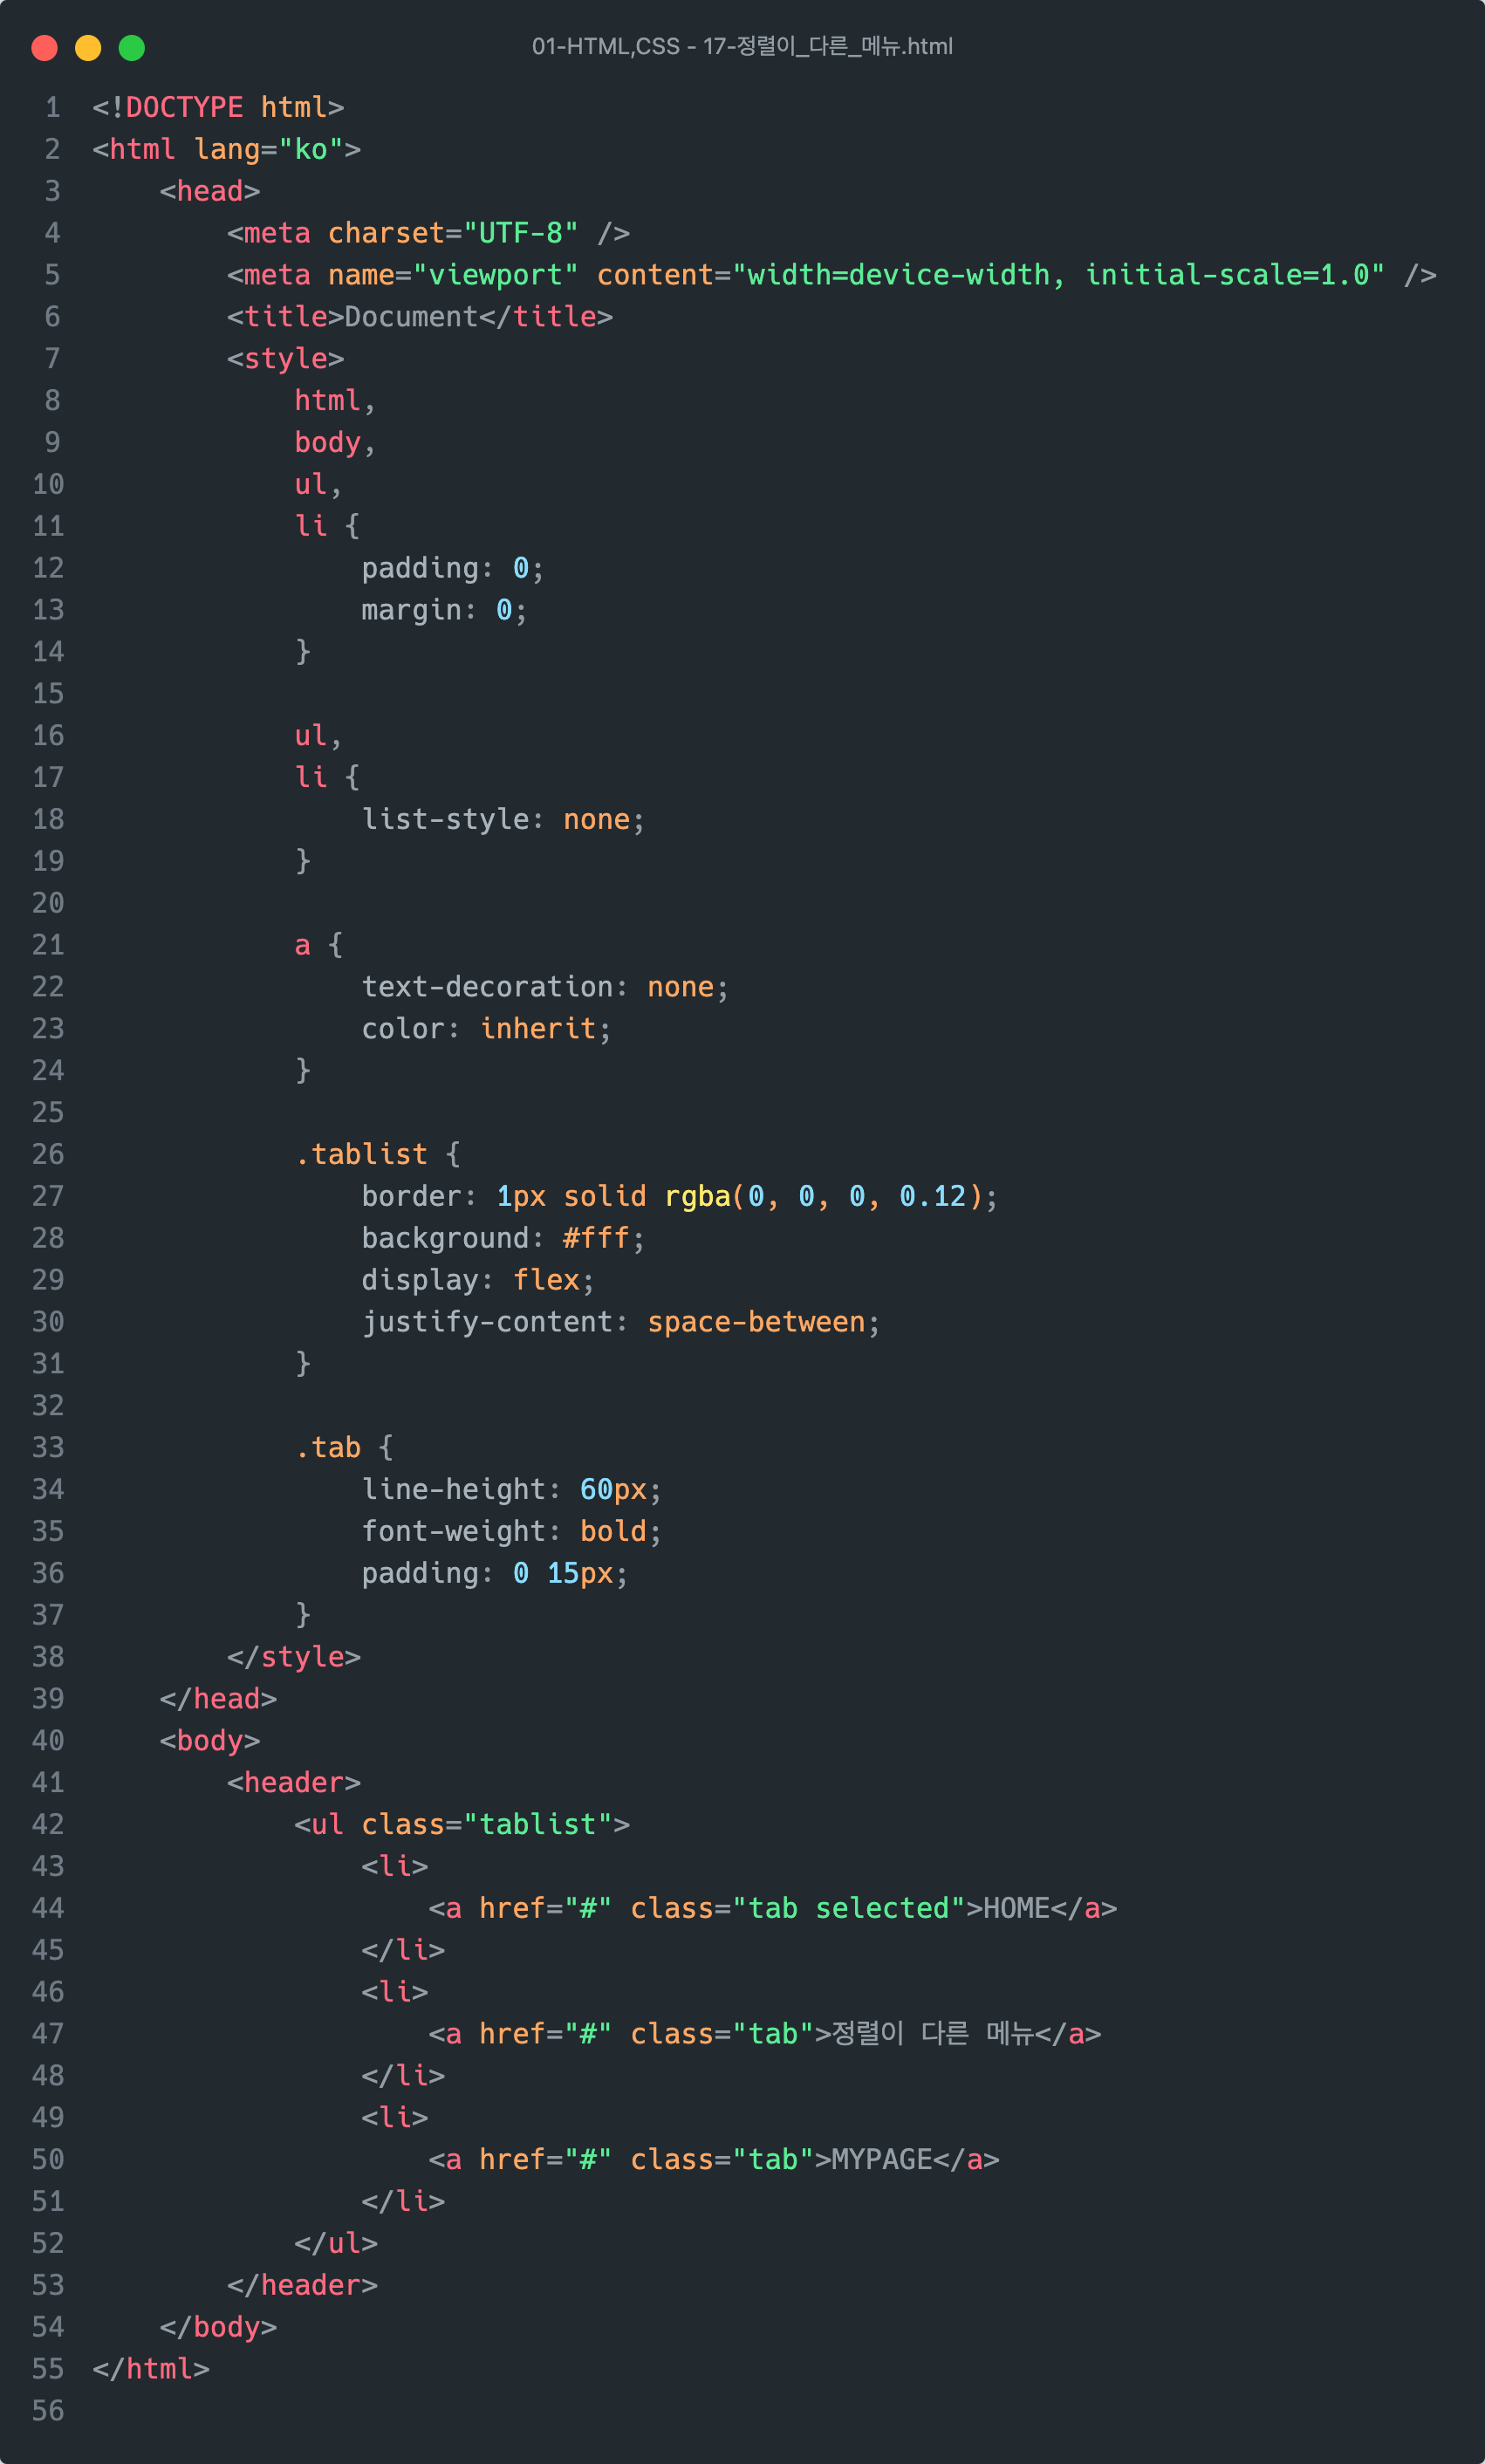 01-HTML,CSS - 17-정렬이_다른_메뉴.html
1 <!DOCTYPE html>
2 <html lang="ko">
3     <head>
4         <meta charset="UTF-8" />
5         <meta name="viewport" content="width=device-width, initial-scale=1.0" />
6         <title>Document</title>
7         <style>
8             html,
9             body,
10             ul,
11             li {
12                 padding: 0;
13                 margin: 0;
14             }
15
16             ul,
17             li {
18                 list-style: none;
19             }
20
21             a {
22                 text-decoration: none;
23                 color: inherit;
24             }
25
26             .tablist {
27                 border: 1px solid rgba(0, 0, 0, 0.12);
28                 background: #fff;
29                 display: flex;
30                 justify-content: space-between;
31             }
32
33             .tab {
34                 line-height: 60px;
35                 font-weight: bold;
36                 padding: 0 15px;
37             }
38         </style>
39     </head>
40     <body>
41         <header>
42             <ul class="tablist">
43                 <li>
44                     <a href="#" class="tab selected">HOME</a>
45                 </li>
46                 <li>
47                     <a href="#" class="tab">정렬이 다른 메뉴</a>
48                 </li>
49                 <li>
50                     <a href="#" class="tab">MYPAGE</a>
51                 </li>
52             </ul>
53         </header>
54     </body>
55 </html>
56